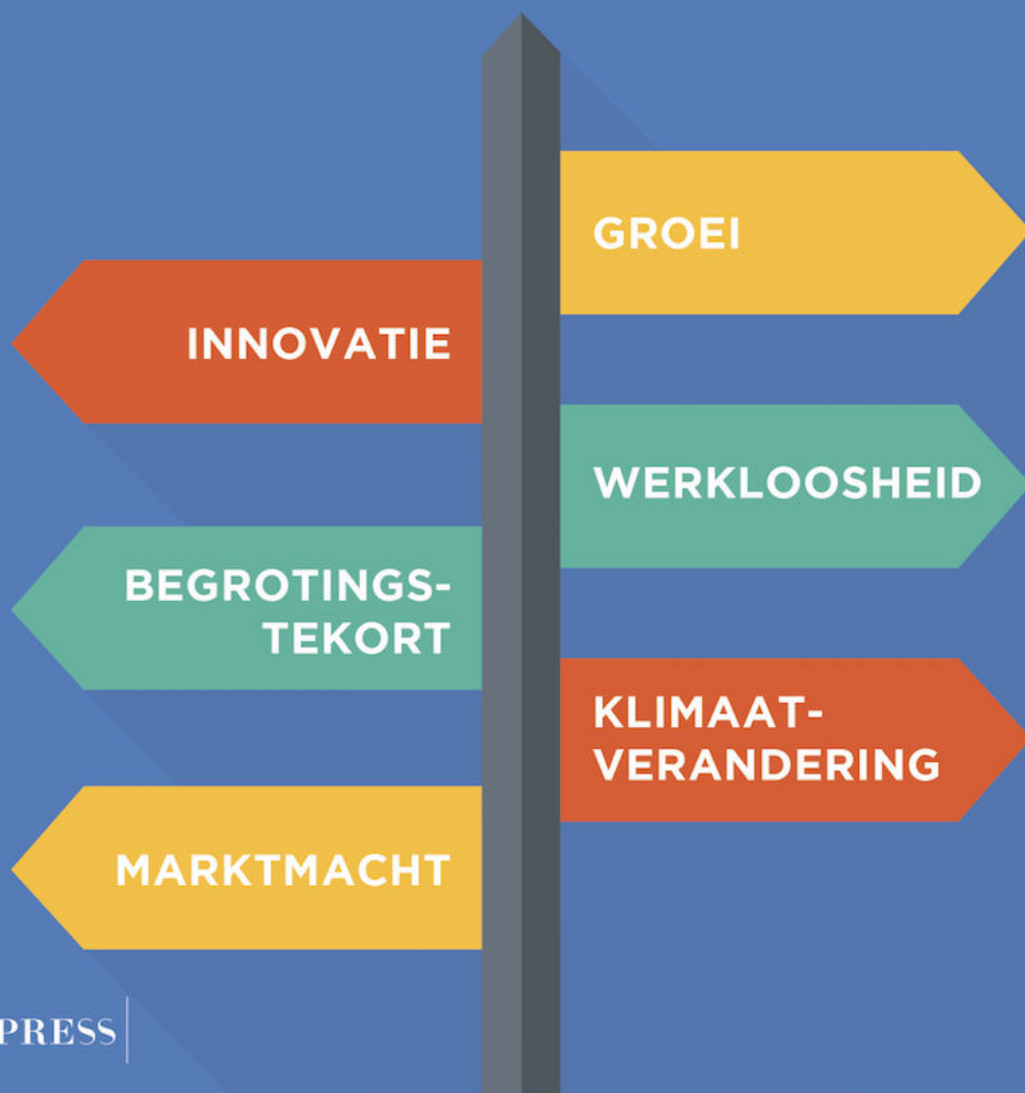 GROEI
INNOVATIE
WERKLOOSHEID
BEGROTINGS-
TEKORT
KLIMAAT-
VERANDERING
MARKTMACHT
PRESS